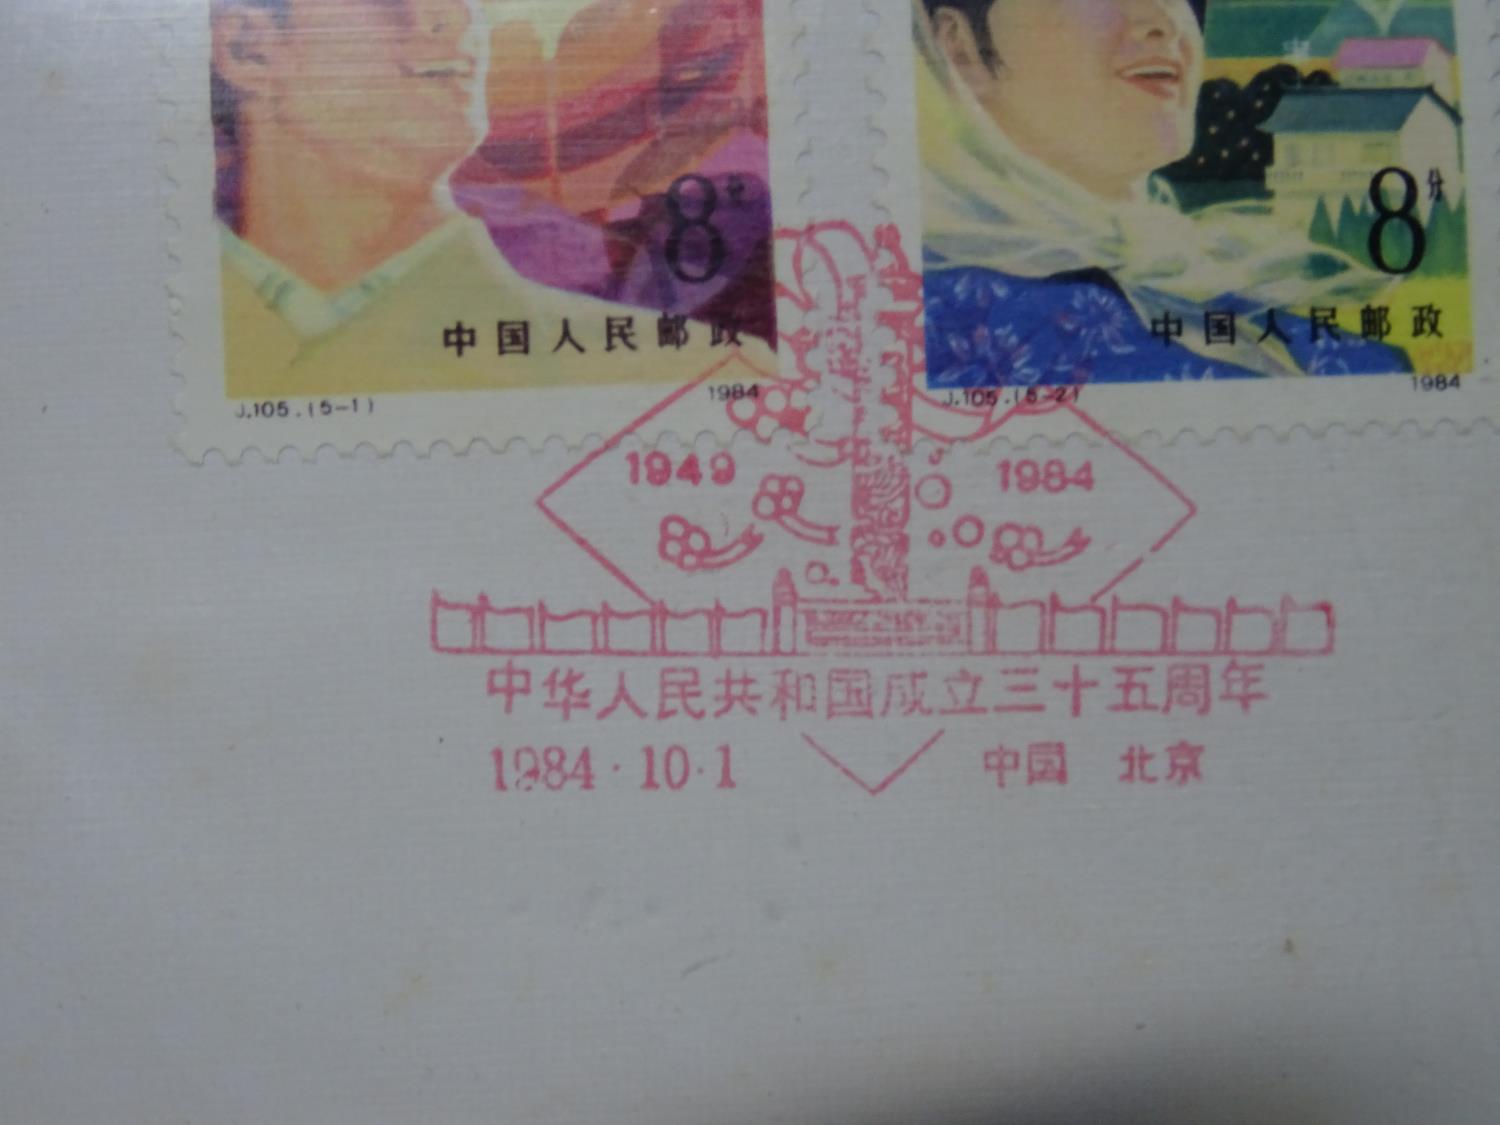 8分
8分
中国人民邮政
中国人民邮政
J.105.(5-1)
1984
J.105.(5-2)
1984
1949
1984
中华人民共和国成立三十五周年
1984·10·1
中国 北京